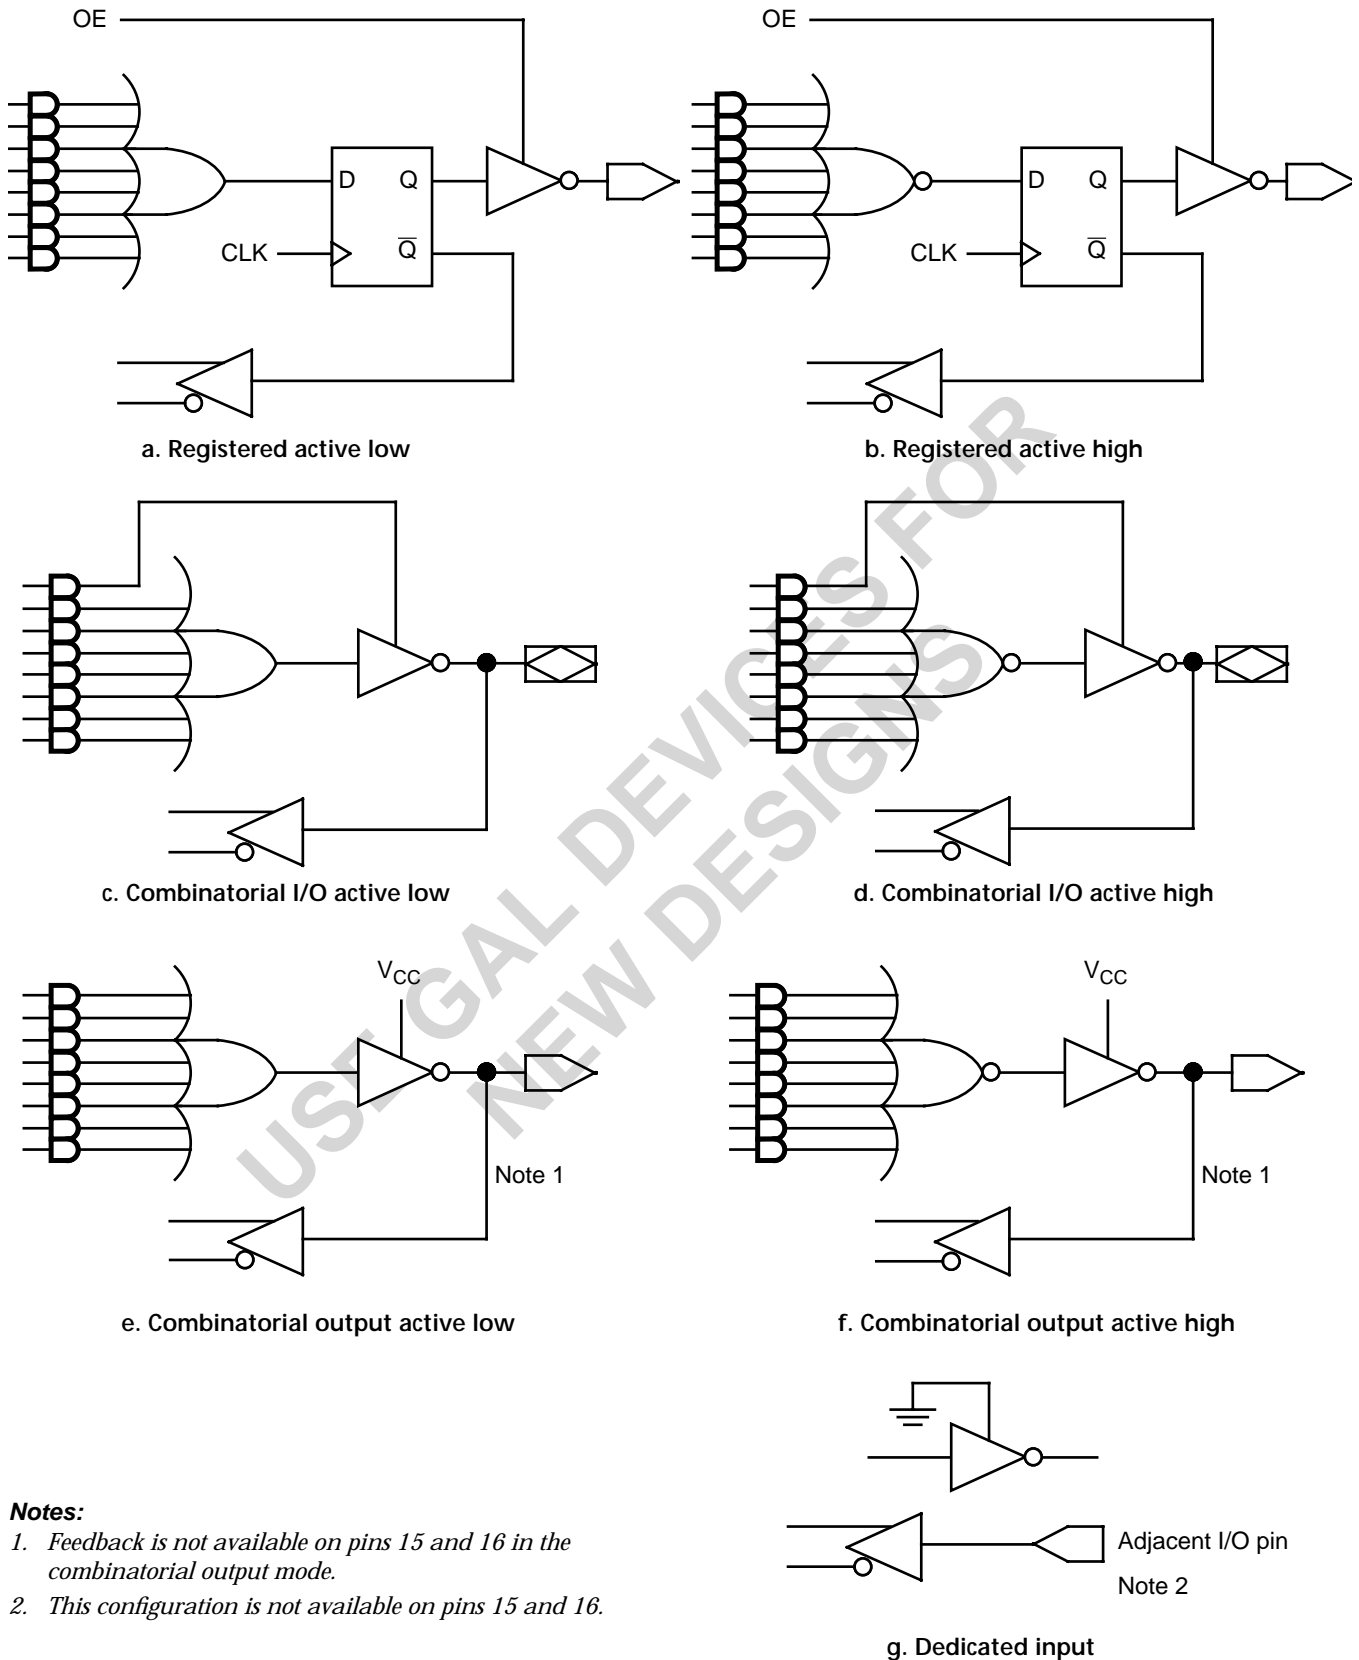 OE
OE
D Q
CLK Q
D Q
CLK Q
a. Registered active low
b. Registered active high
c. Combinatorial I/O active low
d. Combinatorial I/O active high
VCC
VCC
Note 1
Note 1
e. Combinatorial output active low
f. Combinatorial output active high
Adjacent I/O pin
Note 2
g. Dedicated input
Notes:
1. Feedback is not available on pins 15 and 16 in the
combinatorial output mode.
2. This configuration is not available on pins 15 and 16.
USE GAL DEVICES FOR
NEW DESIGNS